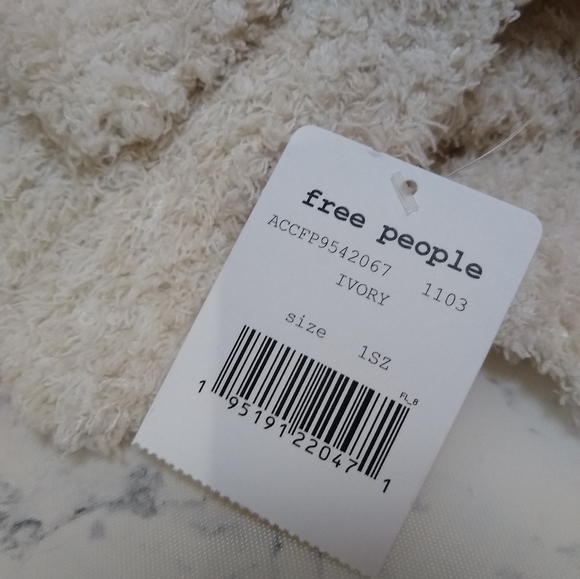 free people
ACCFP9542067 1103
IVORY
size 1SZ
FL_8
1 95191 22047 1